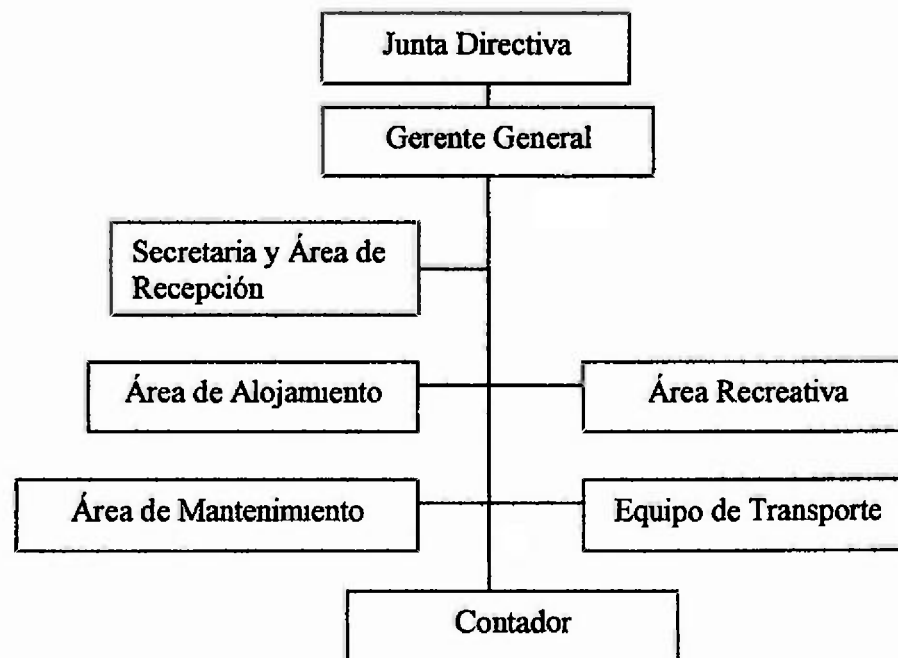 Junta Directiva
Gerente General
Secretaria y Área de
Recepción
Área de Alojamiento
Área Recreativa
Área de Mantenimiento
Equipo de Transporte
Contador